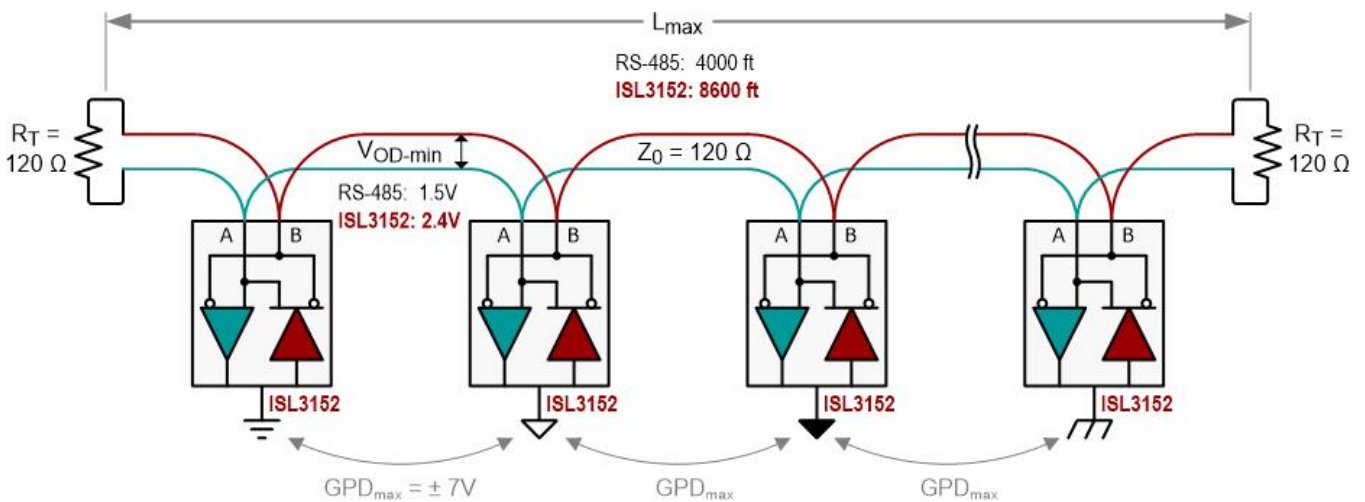 Lmax
RS-485: 4000 ft
ISL3152: 8600 ft
RT =
120 Ω
VOD-min
Z0 = 120 Ω
RT =
120 Ω
RS-485: 1.5V
ISL3152: 2.4V
A B
A B
A B
A B
ISL3152
ISL3152
ISL3152
ISL3152
GPDmax = ± 7V
GPDmax
GPDmax